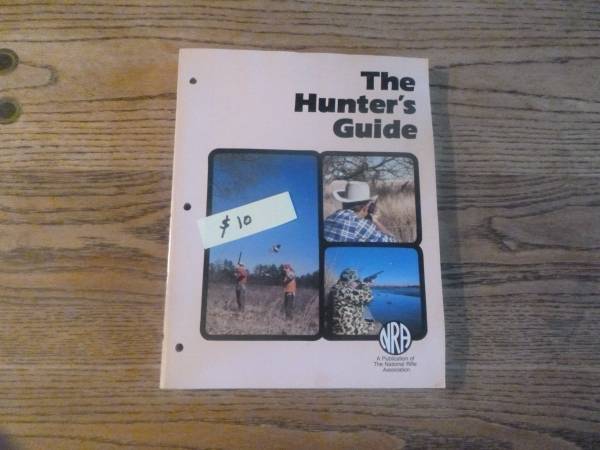 The
Hunter's
Guide
$10
NRA
A Publication of
The National Rifle
Association